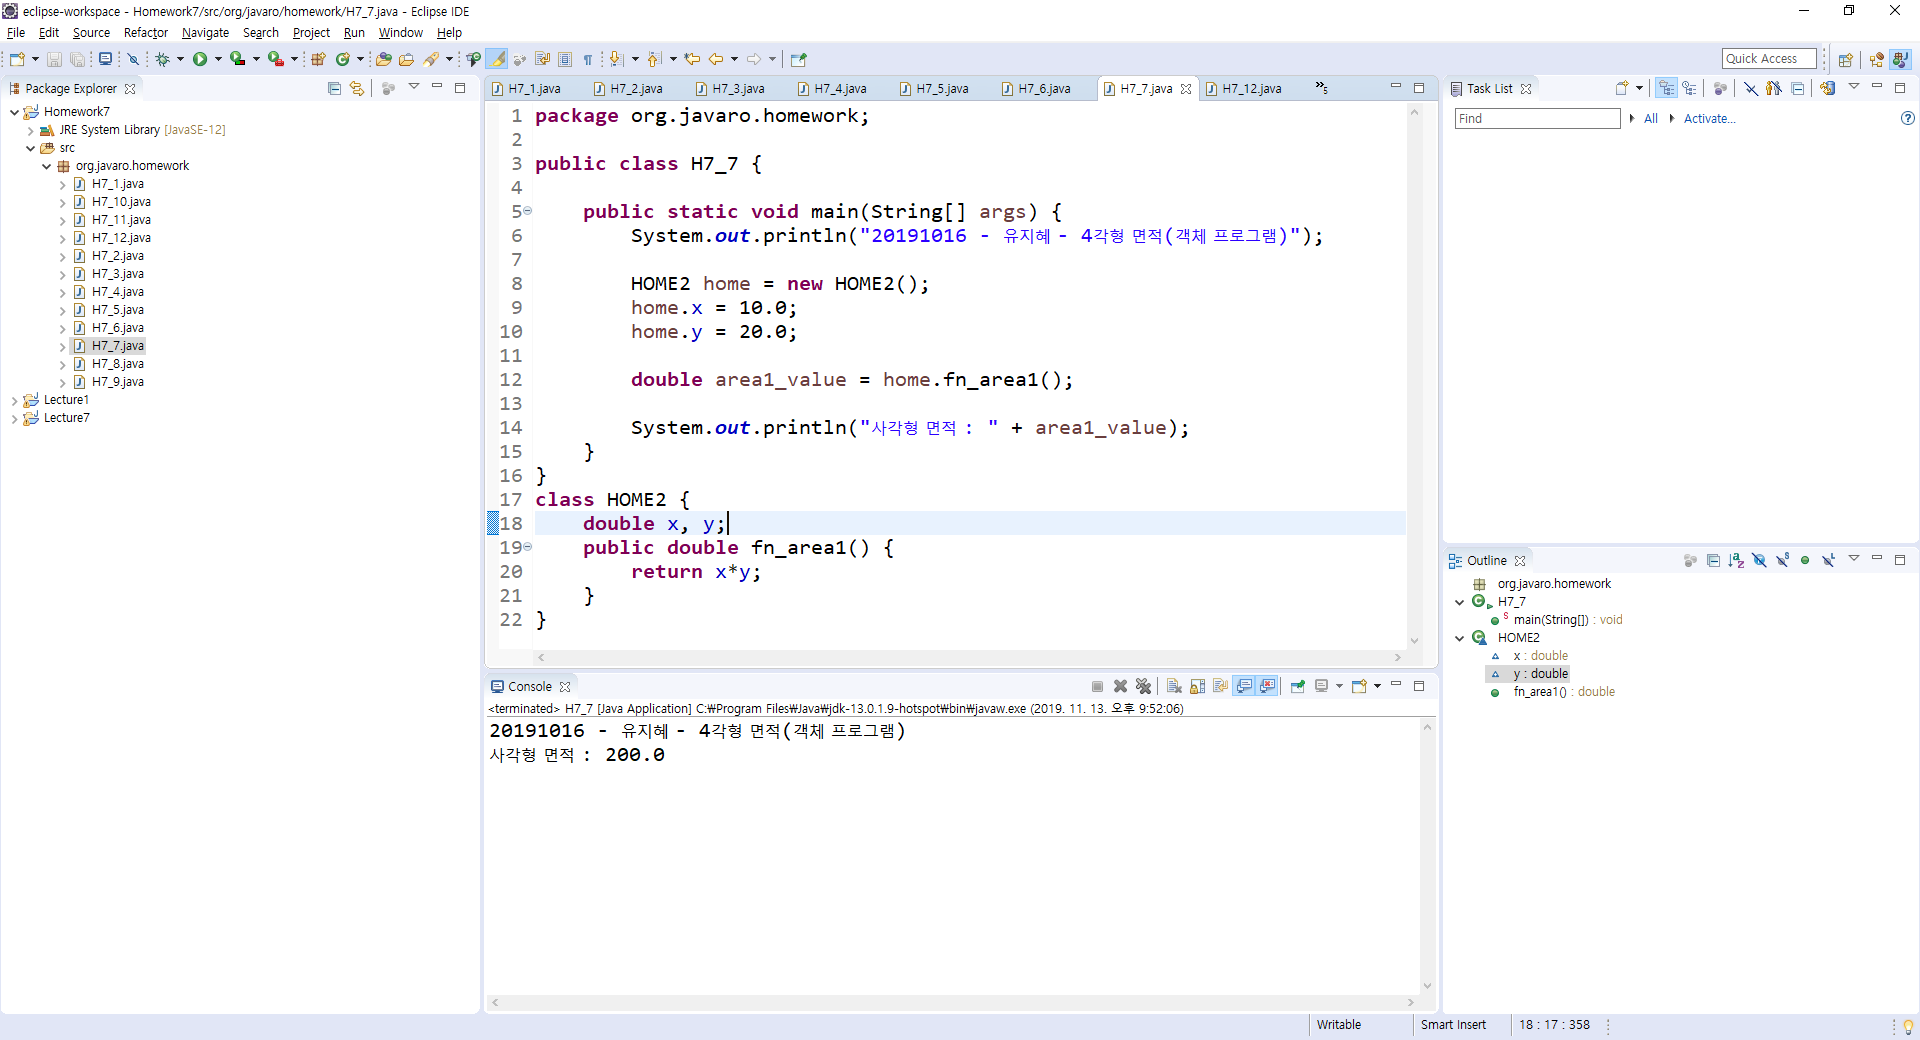 eclipse-workspace - Homework7/src/org/javaro/homework/H7_7.java - Eclipse IDE
File Edit Source Refactor Navigate Search Project Run Window Help
Quick Access
Package Explorer
Homework7
JRE System Library [JavaSE-12]
src
org.javaro.homework
H7_1.java
H7_10.java
H7_11.java
H7_12.java
H7_2.java
H7_3.java
H7_4.java
H7_5.java
H7_6.java
H7_7.java
H7_8.java
H7_9.java
Lecture1
Lecture7
H7_1.java H7_2.java H7_3.java H7_4.java H7_5.java H7_6.java H7_7.java H7_12.java »5
1 package org.javaro.homework;
2
3 public class H7_7 {
4
5 public static void main(String[] args) {
6 System.out.println("20191016 - 유지혜 - 4각형 면적(객체 프로그램)");
7
8 HOME2 home = new HOME2();
9 home.x = 10.0;
10 home.y = 20.0;
11
12 double area1_value = home.fn_area1();
13
14 System.out.println("사각형 면적 : " + area1_value);
15 }
16 }
17 class HOME2 {
18 double x, y;
19 public double fn_area1() {
20 return x*y;
21 }
22 }
Console
<terminated> H7_7 [Java Application] C:₩Program Files₩Java₩jdk-13.0.1.9-hotspot₩bin₩javaw.exe (2019. 11. 13. 오후 9:52:06)
20191016 - 유지혜 - 4각형 면적(객체 프로그램)
사각형 면적 : 200.0
Task List
Find All Activate...
Outline
org.javaro.homework
H7_7
main(String[]) : void
HOME2
x : double
y : double
fn_area1() : double
Writable Smart Insert 18 : 17 : 358